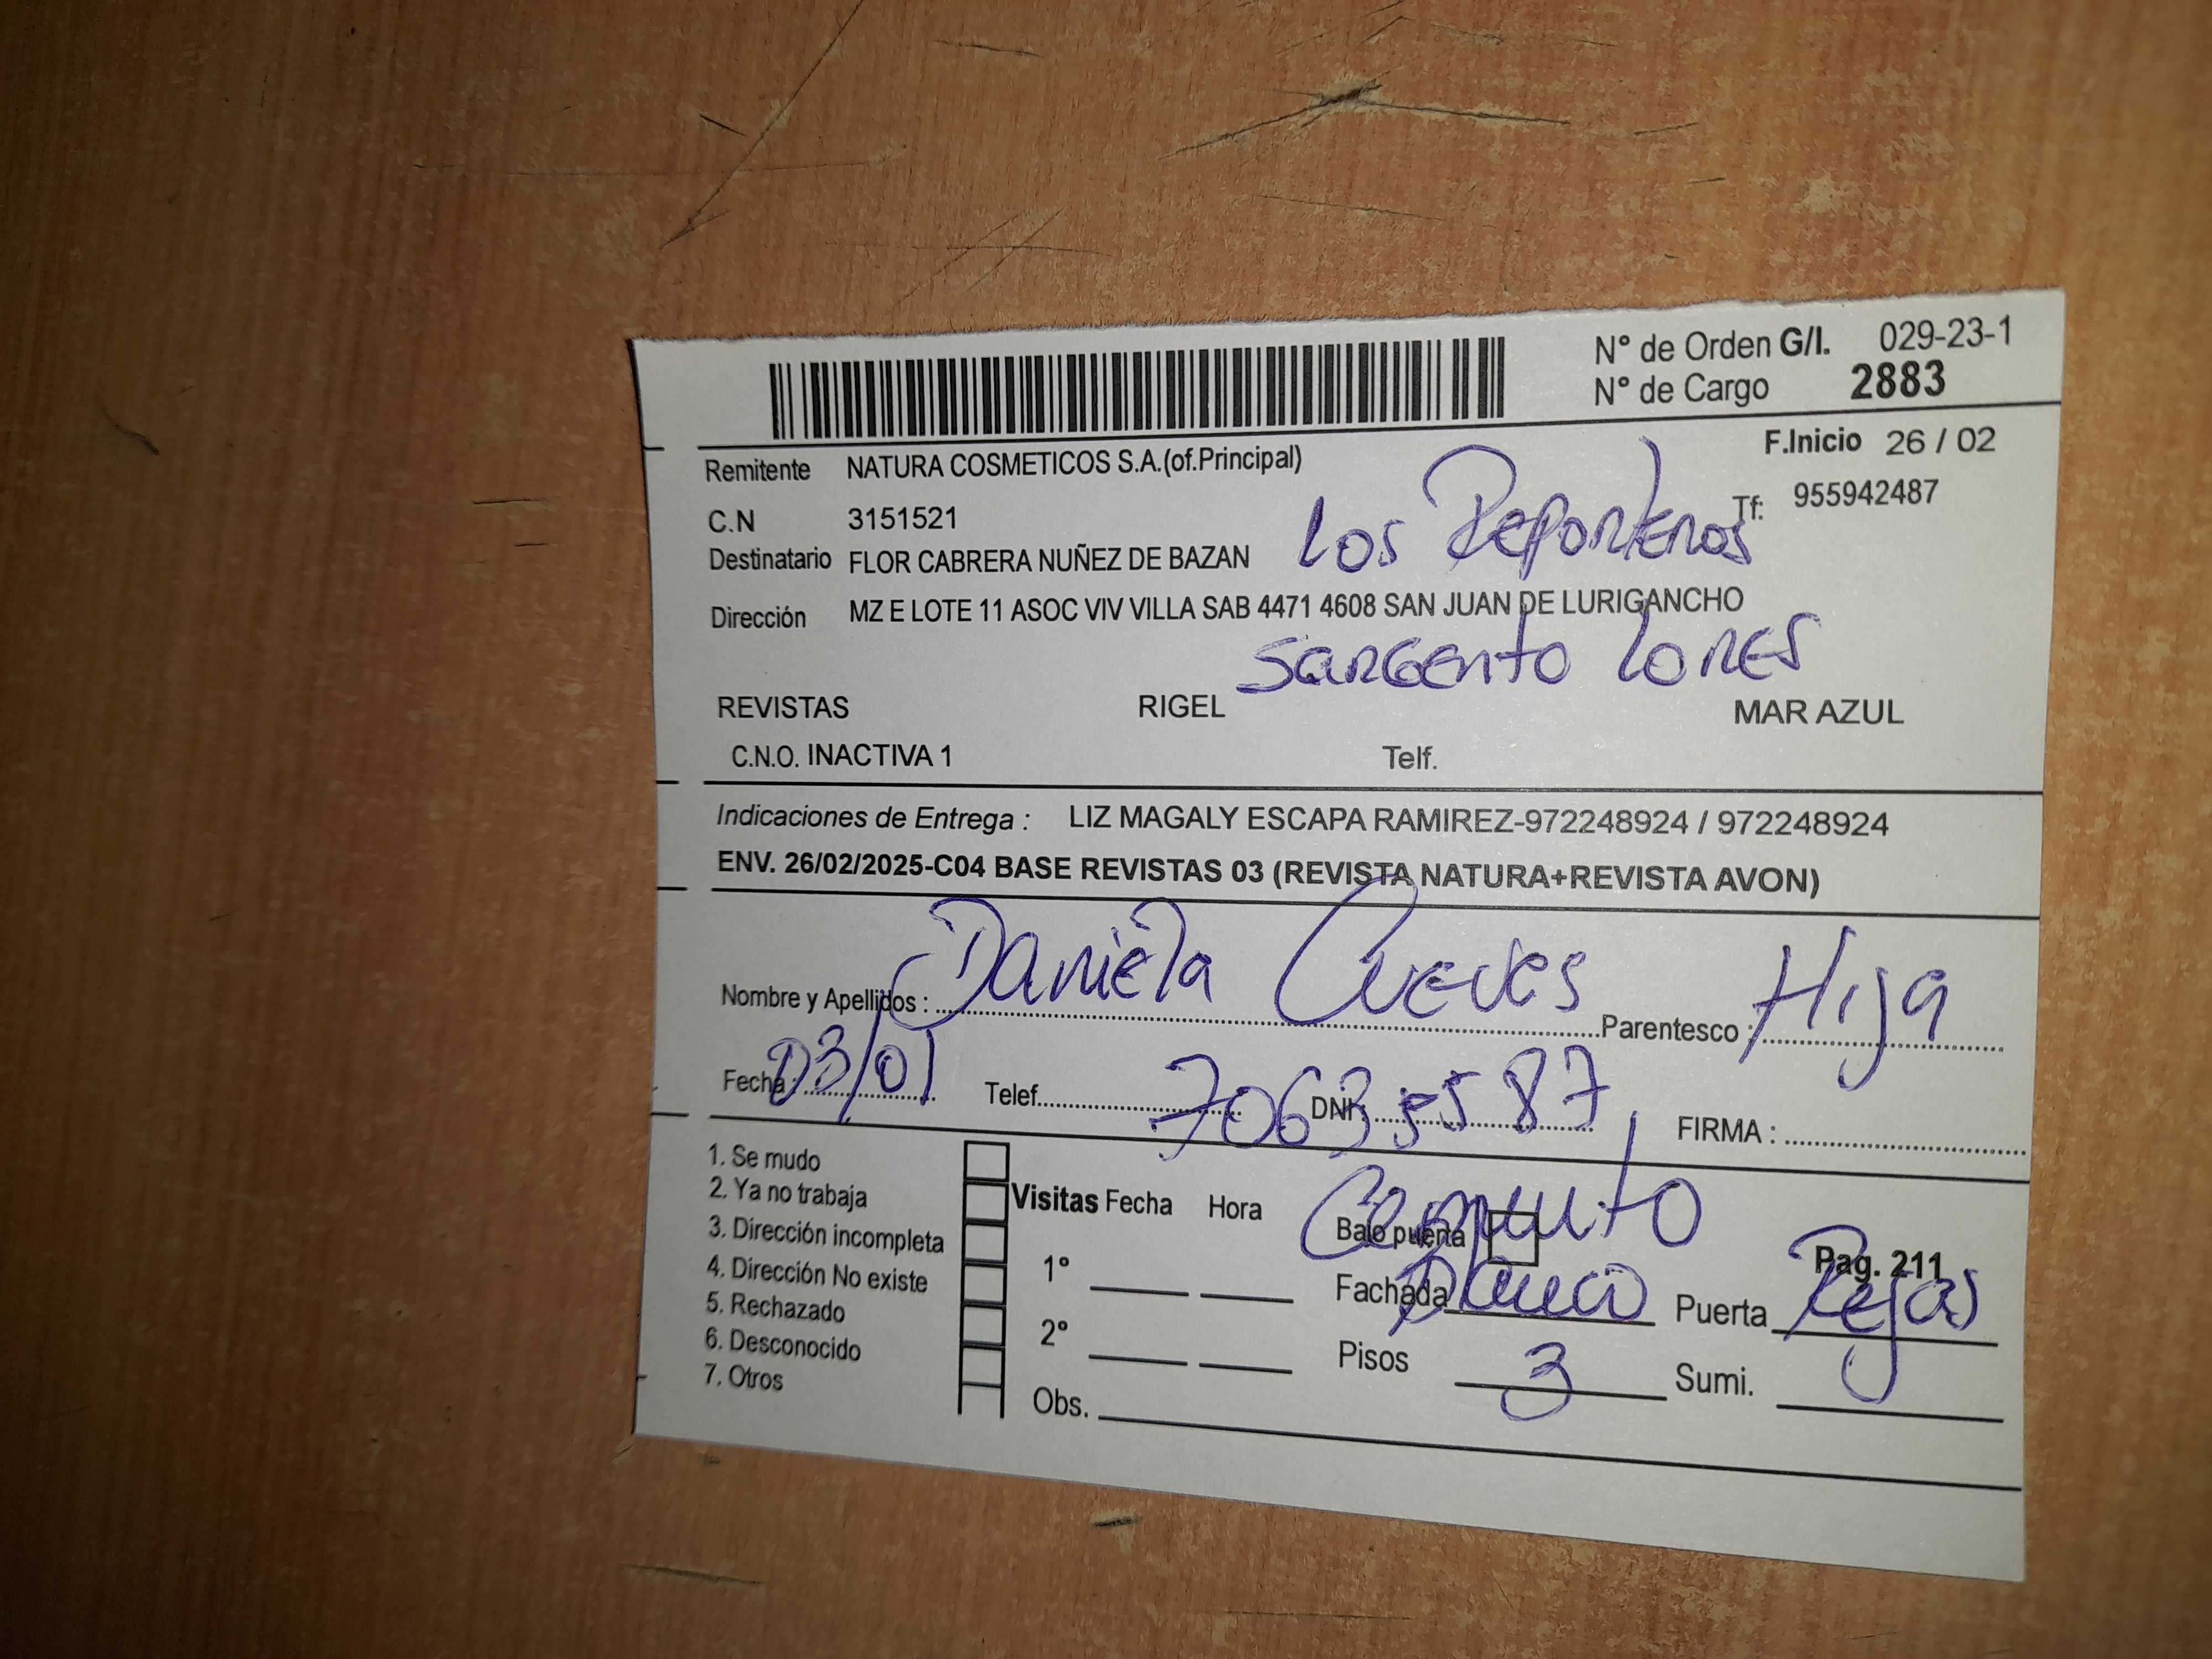 N° de Orden G/I. 029-23-1
N° de Cargo 2883
F.Inicio 26 / 02
Remitente NATURA COSMETICOS S.A.(of.Principal)
Tf: 955942487
C.N 3151521
Los Reporteros
Destinatario FLOR CABRERA NUÑEZ DE BAZAN
Dirección MZ E LOTE 11 ASOC VIV VILLA SAB 4471 4608 SAN JUAN DE LURIGANCHO
Sargento Lores
REVISTAS RIGEL MAR AZUL
C.N.O. INACTIVA 1 Telf.
Indicaciones de Entrega : LIZ MAGALY ESCAPA RAMIREZ-972248924 / 972248924
ENV. 26/02/2025-C04 BASE REVISTAS 03 (REVISTA NATURA+REVISTA AVON)
Nombre y Apellidos : Daniela Parentesco : Hija
Fecha : 03/01 Telef. DNI: FIRMA :
1. Se mudo
2. Ya no trabaja
3. Dirección incompleta
4. Dirección No existe
5. Rechazado
6. Desconocido
7. Otros
Visitas Fecha Hora
1°
2°
Obs.
Bajo puerta
Pag. 211
Fachada Puerta Rejas
Pisos 3 Sumi.